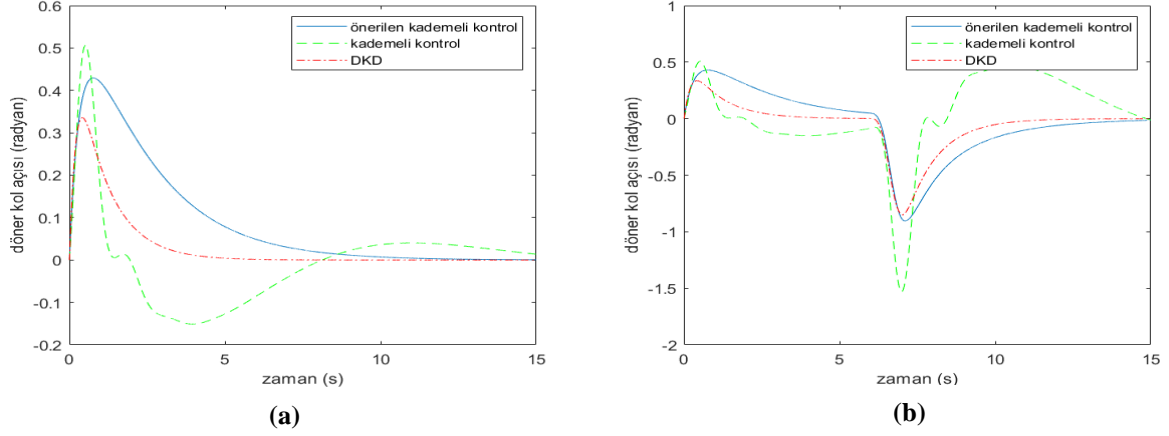 önerilen kademeli kontrol
kademeli kontrol
DKD
0.6
0.5
0.4
0.3
0.2
0.1
0
-0.1
-0.2
0
5
10
15
döner kol açısı (radyan)
zaman (s)
(a)
önerilen kademeli kontrol
kademeli kontrol
DKD
1
0.5
0
-0.5
-1
-1.5
-2
0
5
10
15
döner kol açısı (radyan)
zaman (s)
(b)